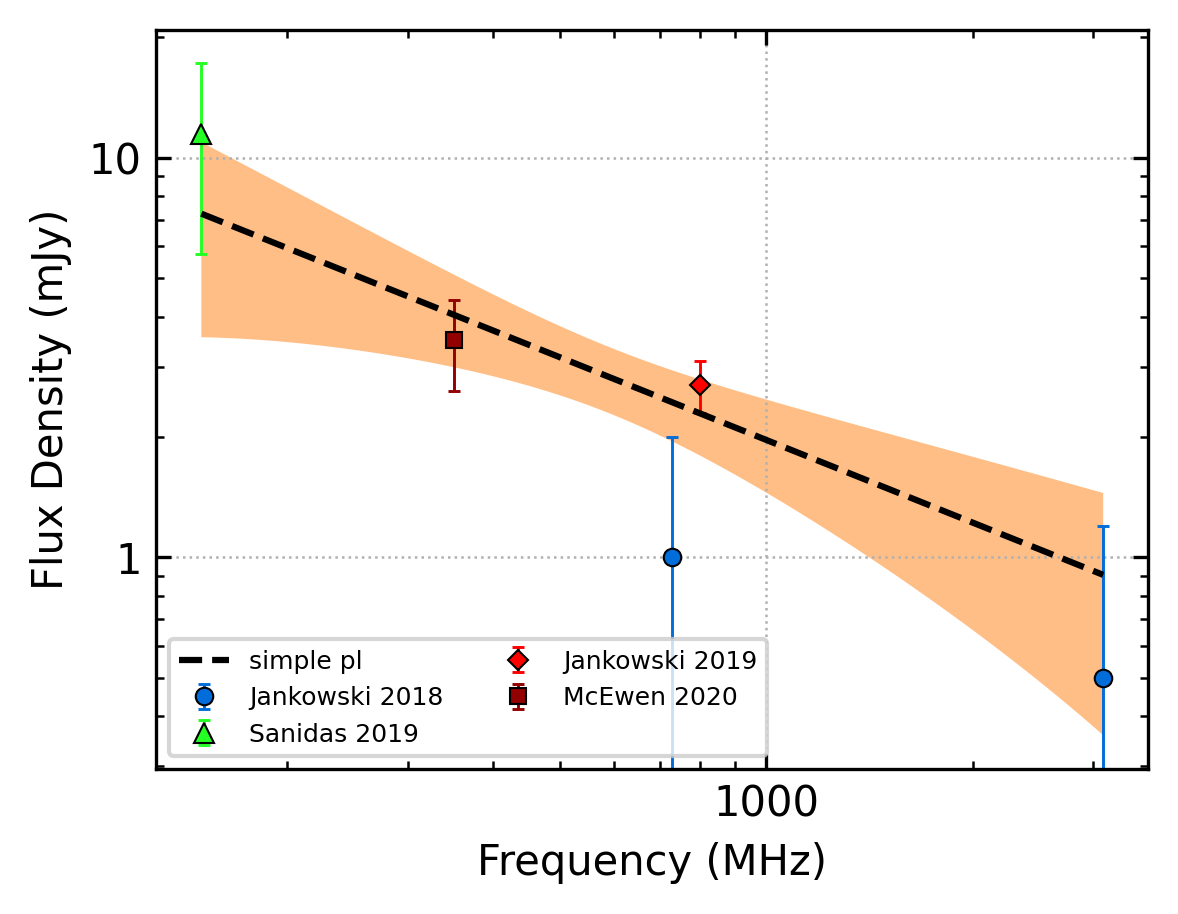 10
1
Flux Density (mJy)
simple pl
Jankowski 2018
Sanidas 2019
Jankowski 2019
McEwen 2020
1000
Frequency (MHz)